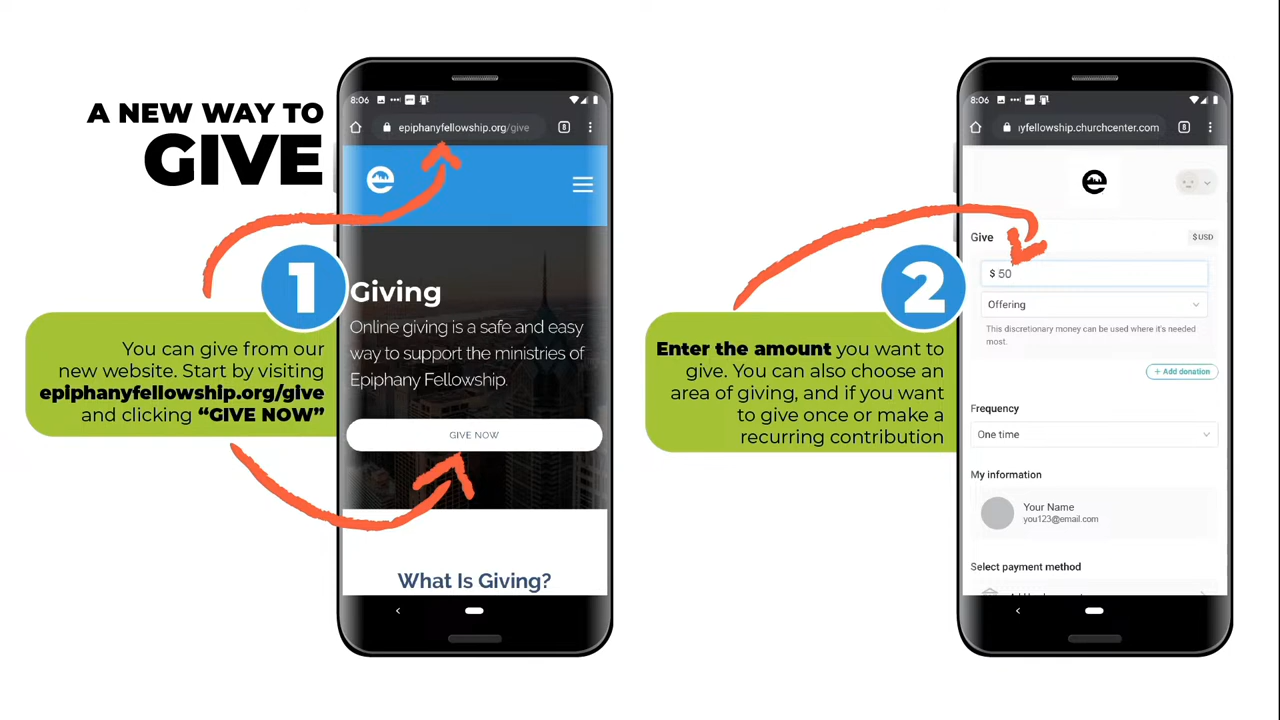 A NEW WAY TO
GIVE
1
You can give from our
new website. Start by visiting
epiphanyfellowship.org/give
and clicking “GIVE NOW”
8:06
epiphanyfellowship.org/give
8
e
Giving
Online giving is a safe and easy
way to support the ministries of
Epiphany Fellowship.
GIVE NOW
What Is Giving?
2
Enter the amount you want to
give. You can also choose an
area of giving, and if you want
to give once or make a
recurring contribution
8:06
yfellowship.churchcenter.com
8
e
Give
$USD
$ 50
Offering
This discretionary money can be used where it's needed
most.
+ Add donation
Frequency
One time
My information
Your Name
you123@email.com
Select payment method